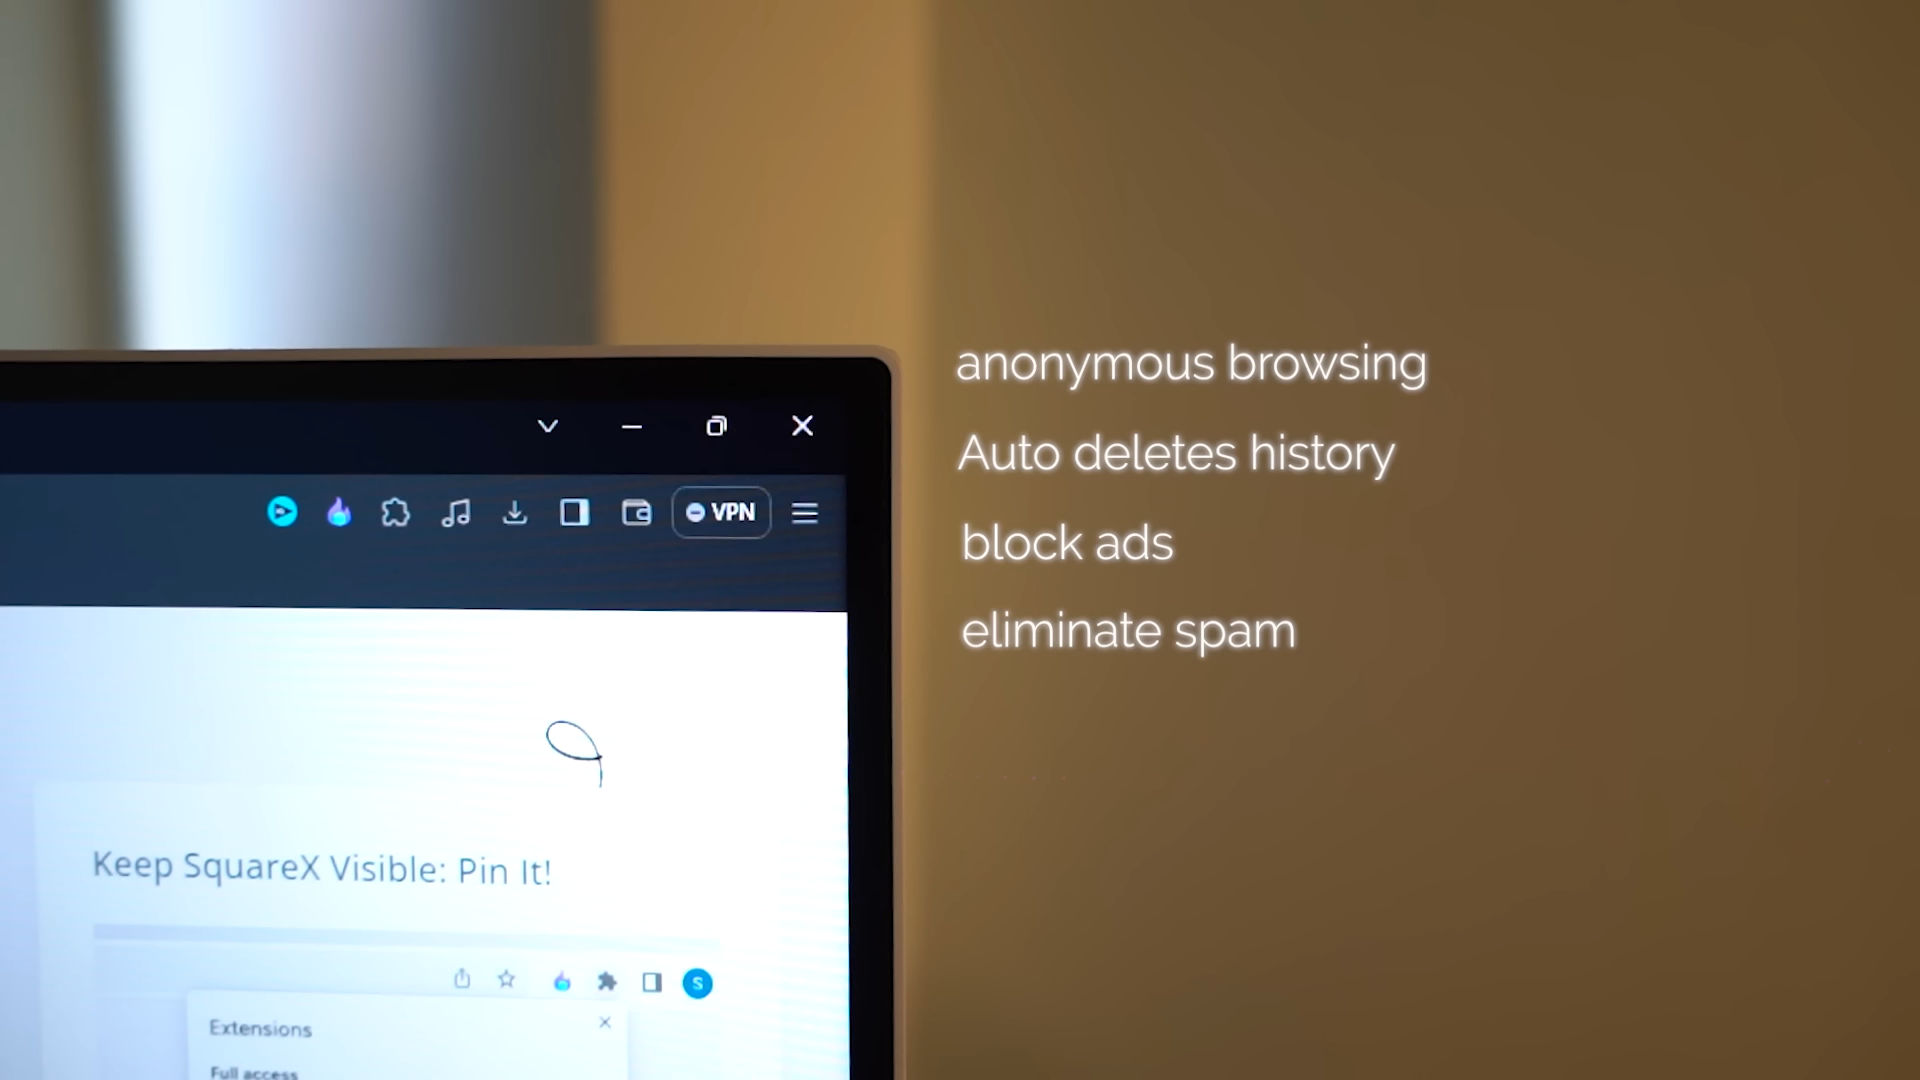 anonymous browsing
Auto deletes history
block ads
eliminate spam
VPN
Keep SquareX Visible: Pin It!
S
Extensions
Full access